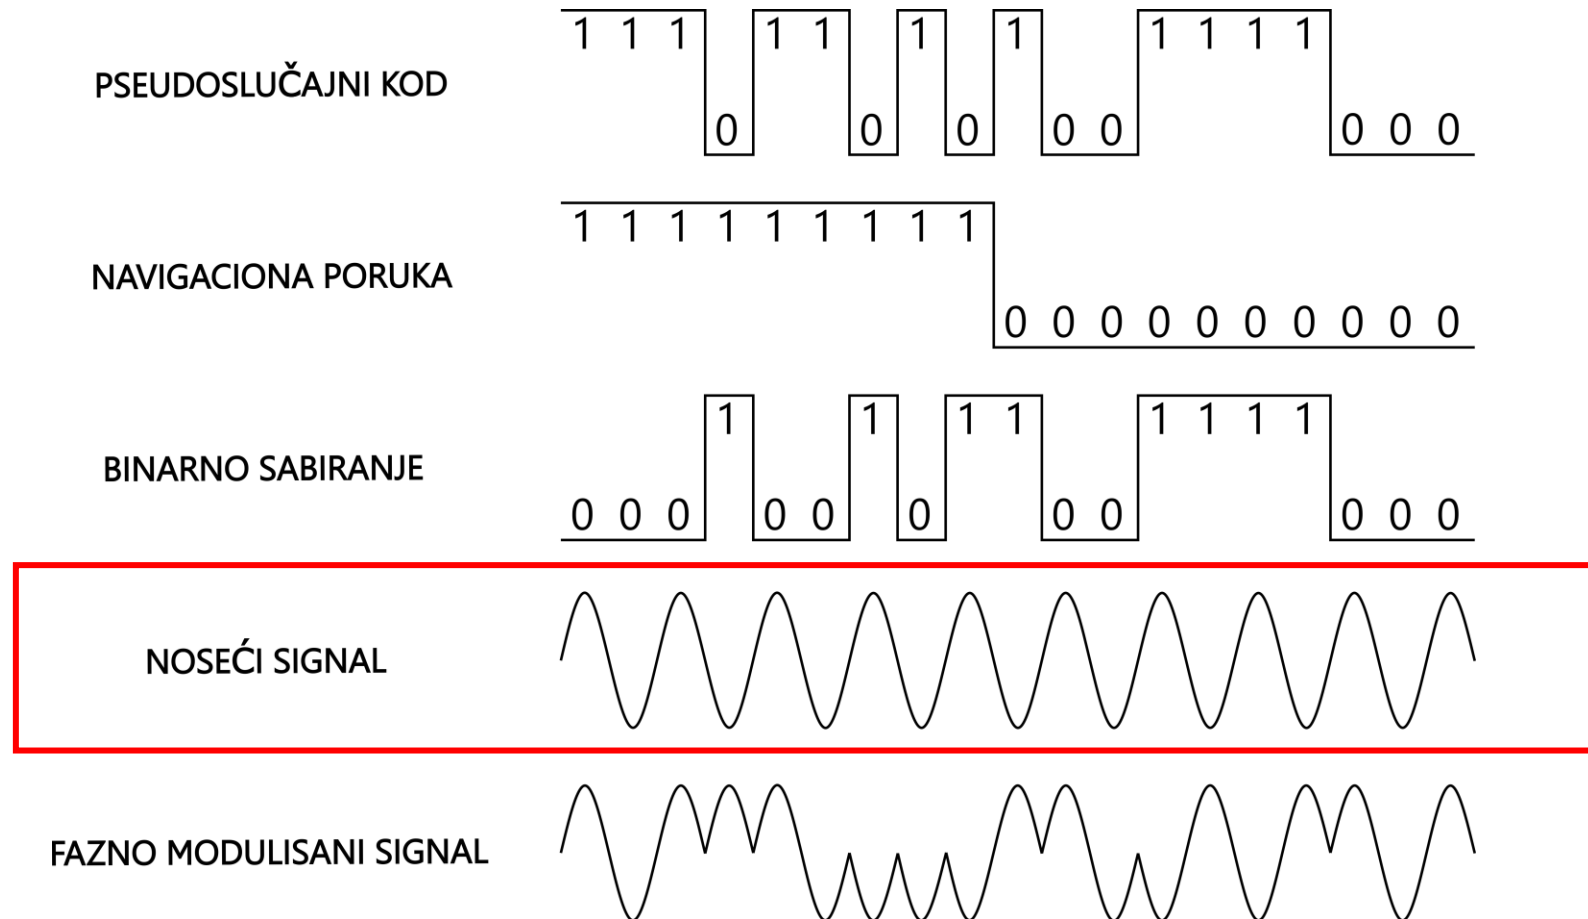 1 1 1 0 1 1 0 1 0 1 0 0 1 1 1 1 0 0 0
PSEUDOSLUČAJNI KOD
1 1 1 1 1 1 1 1 1 0 0 0 0 0 0 0 0 0 0
NAVIGACIONA PORUKA
0 0 0 1 0 0 1 0 1 1 0 0 1 1 1 1 0 0 0
BINARNO SABIRANJE
NOSEĆI SIGNAL
FAZNO MODULISANI SIGNAL